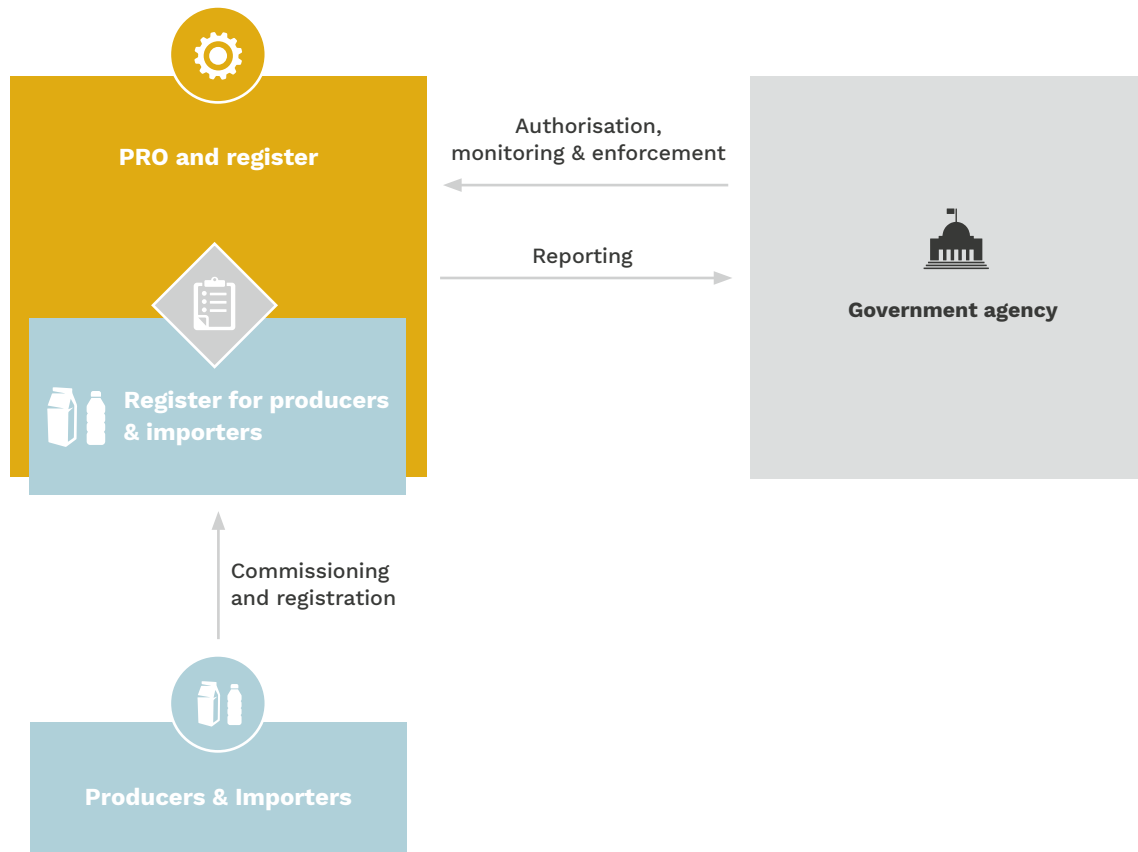 PRO and register
Authorisation,
monitoring & enforcement
Reporting
Government agency
Register for producers
& importers
Commissioning
and registration
Producers & Importers